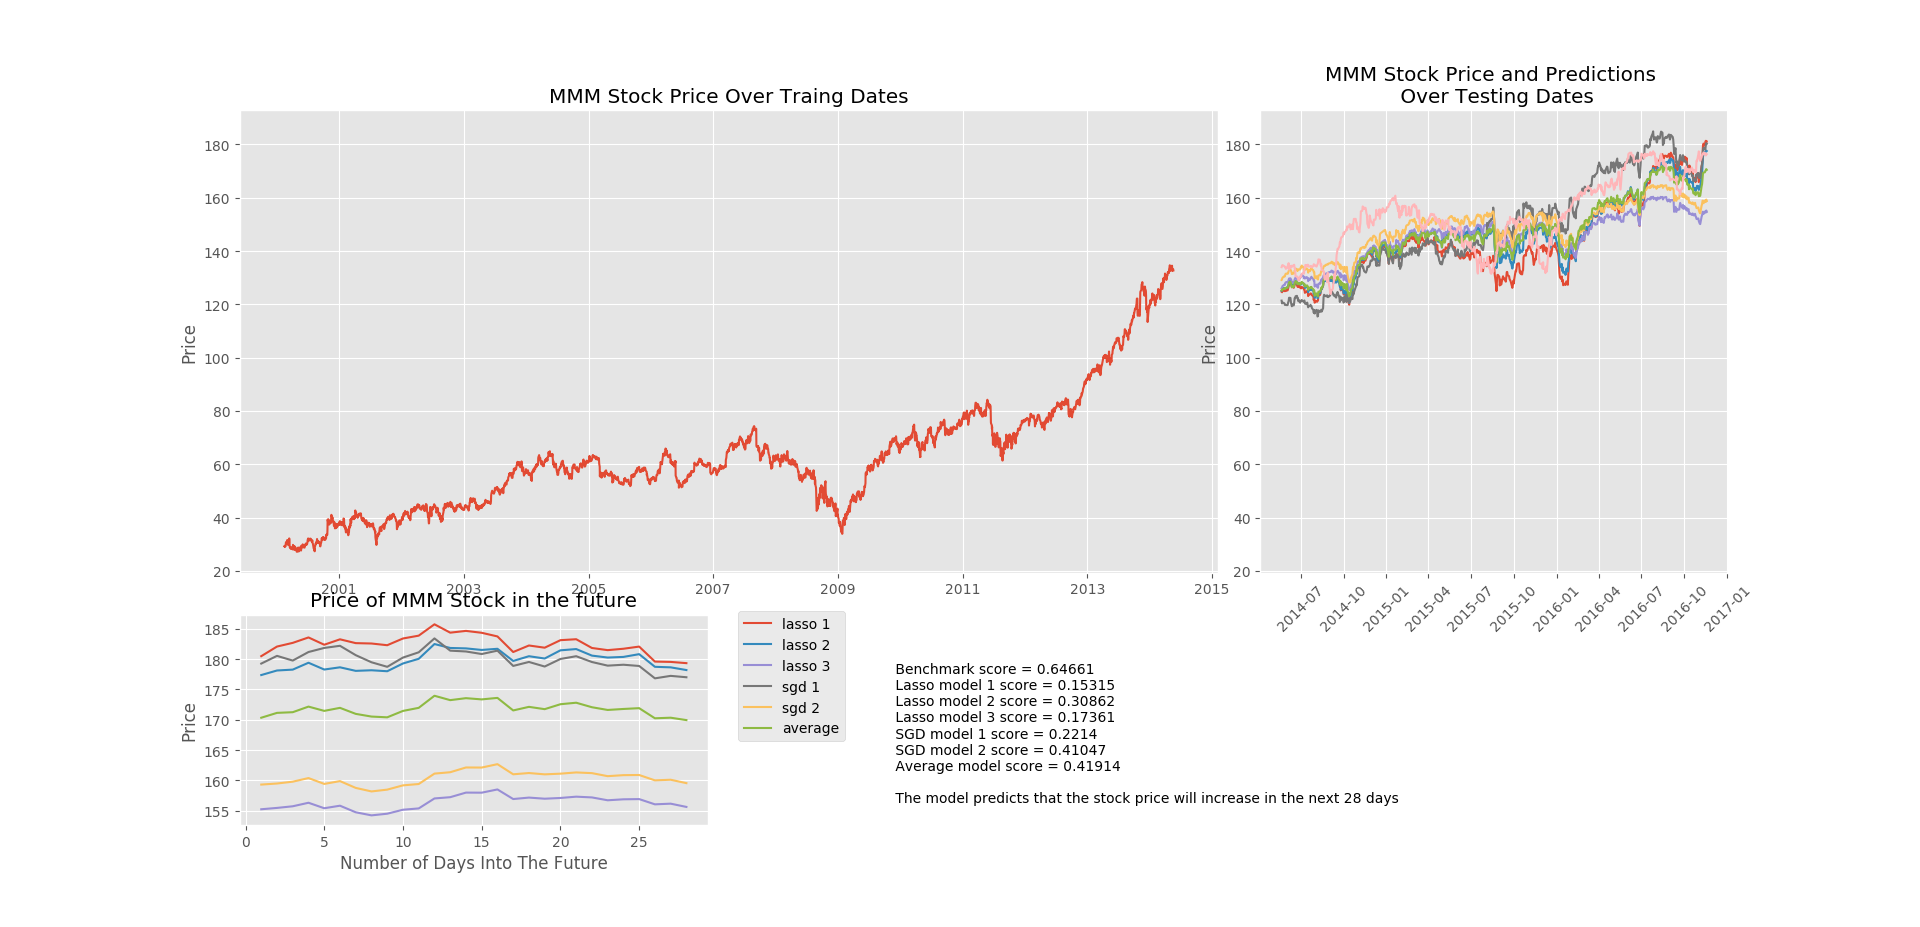 MMM Stock Price Over Traing Dates
Price
180
160
140
120
100
80
60
40
20
2001
2003
2005
2007
2009
2011
2013
2015
MMM Stock Price and Predictions
Over Testing Dates
Price
180
160
140
120
100
80
60
40
20
2014-07
2014-10
2015-01
2015-04
2015-07
2015-10
2016-01
2016-04
2016-07
2016-10
2017-01
Price of MMM Stock in the future
Price
185
180
175
170
165
160
155
0
5
10
15
20
25
Number of Days Into The Future
lasso 1
lasso 2
lasso 3
sgd 1
sgd 2
average
Benchmark score = 0.64661
Lasso model 1 score = 0.15315
Lasso model 2 score = 0.30862
Lasso model 3 score = 0.17361
SGD model 1 score = 0.2214
SGD model 2 score = 0.41047
Average model score = 0.41914
The model predicts that the stock price will increase in the next 28 days